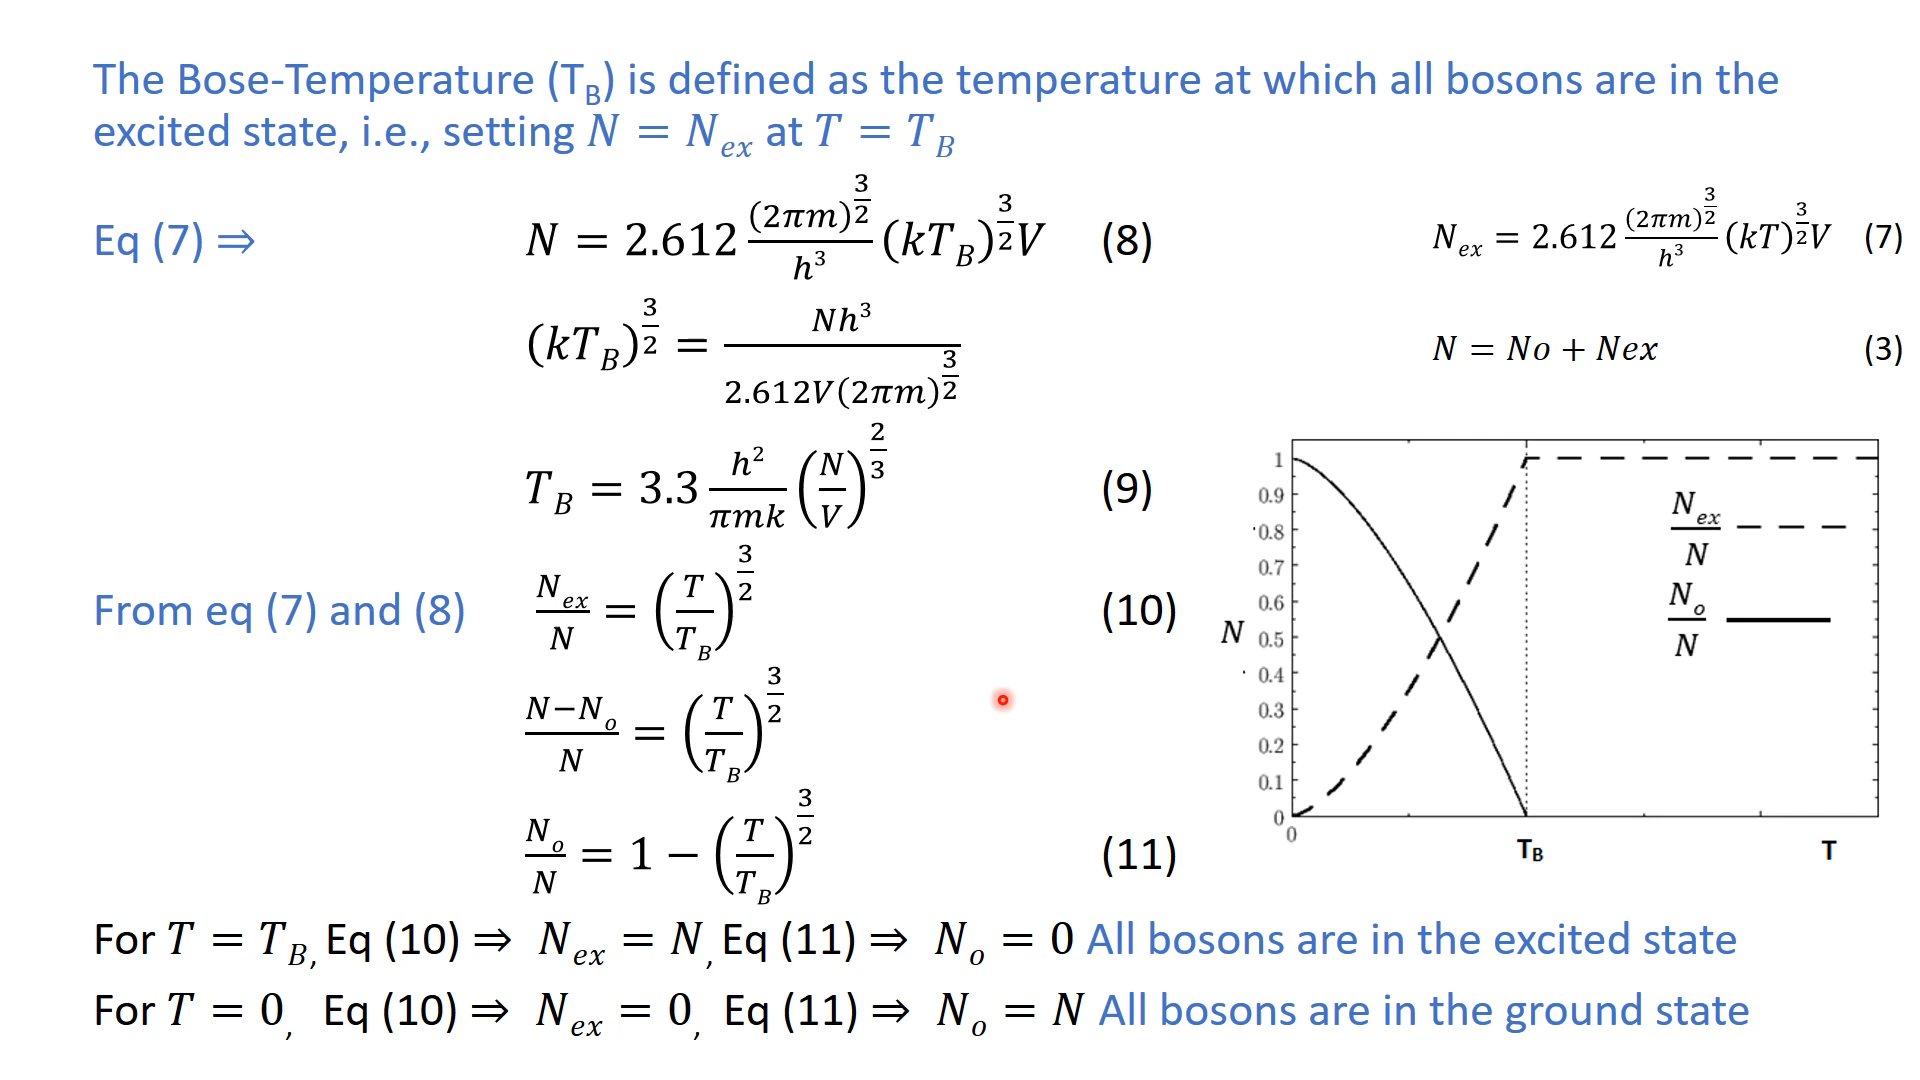 The Bose-Temperature (T_B) is defined as the temperature at which all bosons are in the
excited state, i.e., setting N = N_ex at T = T_B
Eq (7) ⇒ N = 2.612 (2πm)^(3/2)/h^3 (kT_B)^(3/2) V (8)
N_ex = 2.612 (2πm)^(3/2)/h^3 (kT)^(3/2) V (7)
(kT_B)^(3/2) = Nh^3/(2.612V(2πm)^(3/2))
N = No + Nex (3)
T_B = 3.3 h^2/(πmk) (N/V)^(2/3) (9)
From eq (7) and (8) N_ex/N = (T/T_B)^(3/2) (10)
(N−N_o)/N = (T/T_B)^(3/2)
N_o/N = 1 − (T/T_B)^(3/2) (11)
1
0.9
0.8
0.7
0.6
0.5
0.4
0.3
0.2
0.1
0
N
N_ex/N
N_o/N
0 T_B T
For T = T_B, Eq (10) ⇒ N_ex = N, Eq (11) ⇒ N_o = 0 All bosons are in the excited state
For T = 0, Eq (10) ⇒ N_ex = 0, Eq (11) ⇒ N_o = N All bosons are in the ground state